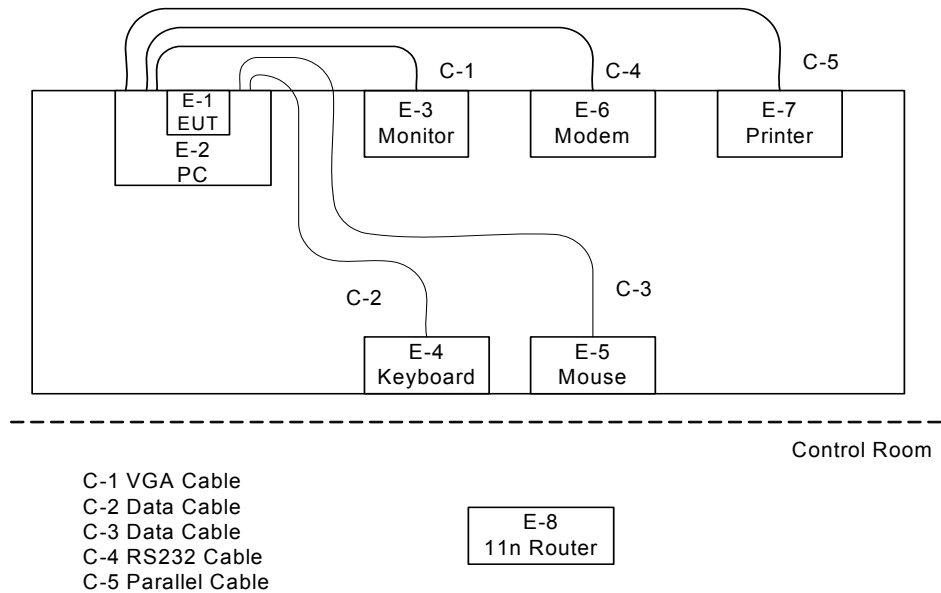 C-1
C-4
C-5
E-1
EUT
E-2
PC
E-3
Monitor
E-6
Modem
E-7
Printer
C-2
C-3
E-4
Keyboard
E-5
Mouse
Control Room
C-1 VGA Cable
C-2 Data Cable
C-3 Data Cable
C-4 RS232 Cable
C-5 Parallel Cable
E-8
11n Router